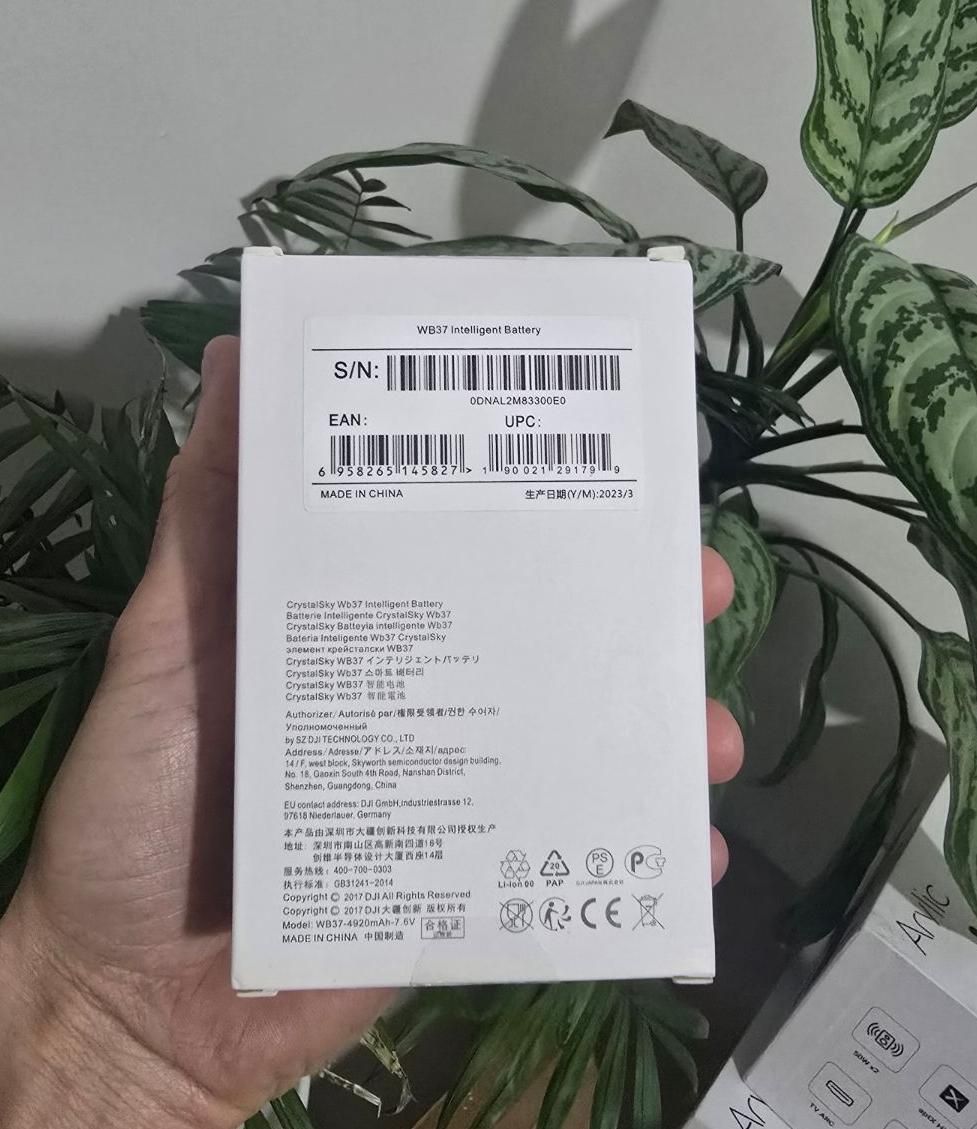 WB37 Intelligent Battery
S/N:
0DNAL2M83300E0
EAN: UPC:
6 958265 145827 > 1 90 021 29179 9
MADE IN CHINA 生产日期(Y/M):2023/3
CrystalSky Wb37 Intelligent Battery
Batterie Intelligente CrystalSky Wb37
CrystalSky Batteyia intelligente Wb37
Bateria Inteligente Wb37 CrystalSky
элемент крейсталски WB37
CrystalSky WB37 インテリジェントバッテリ
CrystalSky Wb37 스마트 배터리
CrystalSky WB37 智能电池
CrystalSky Wb37 智能電池
Authorizer/Autorisé par/権限受領者/권한 수여자/
Уполномоченный
by SZ DJI TECHNOLOGY CO., LTD
Address/Adresse/アドレス/소재지/адрес:
14/F, west block, Skyworth semiconductor design building,
No. 18, Gaoxin South 4th Road, Nanshan District,
Shenzhen, Guangdong, China
EU contact address: DJI GmbH,Industriestrasse 12,
97618 Niederlauer, Germany
本产品由深圳市大疆创新科技有限公司授权生产
地址: 深圳市南山区高新南四道18号
创维半导体设计大厦西座14层
服务热线: 400-700-0303
执行标准: GB31241-2014
Copyright © 2017 DJI All Rights Reserved
Copyright © 2017 DJI大疆创新 版权所有
Model: WB37-4920mAh-7.6V
合格证
MADE IN CHINA 中国制造
Li-ion 00
20
PAP
PS
E
CE
Arylic
50W x2
TV ARC
aptX H